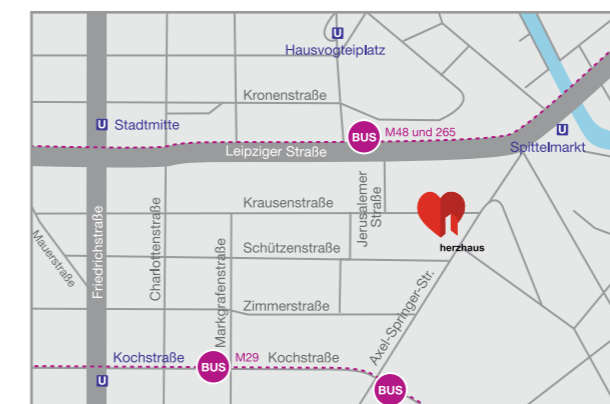 U
Hausvogteiplatz
Kronenstraße
U Stadtmitte
BUS M48 und 265
U
Spittelmarkt
Leipziger Straße
Krausenstraße
Jerusalemer
Straße
herzhaus
Mauerstraße
Friedrichstraße
Charlottenstraße
Markgrafenstraße
Schützenstraße
Zimmerstraße
Axel-Springer-Str.
Kochstraße
BUS M29
Kochstraße
U
BUS